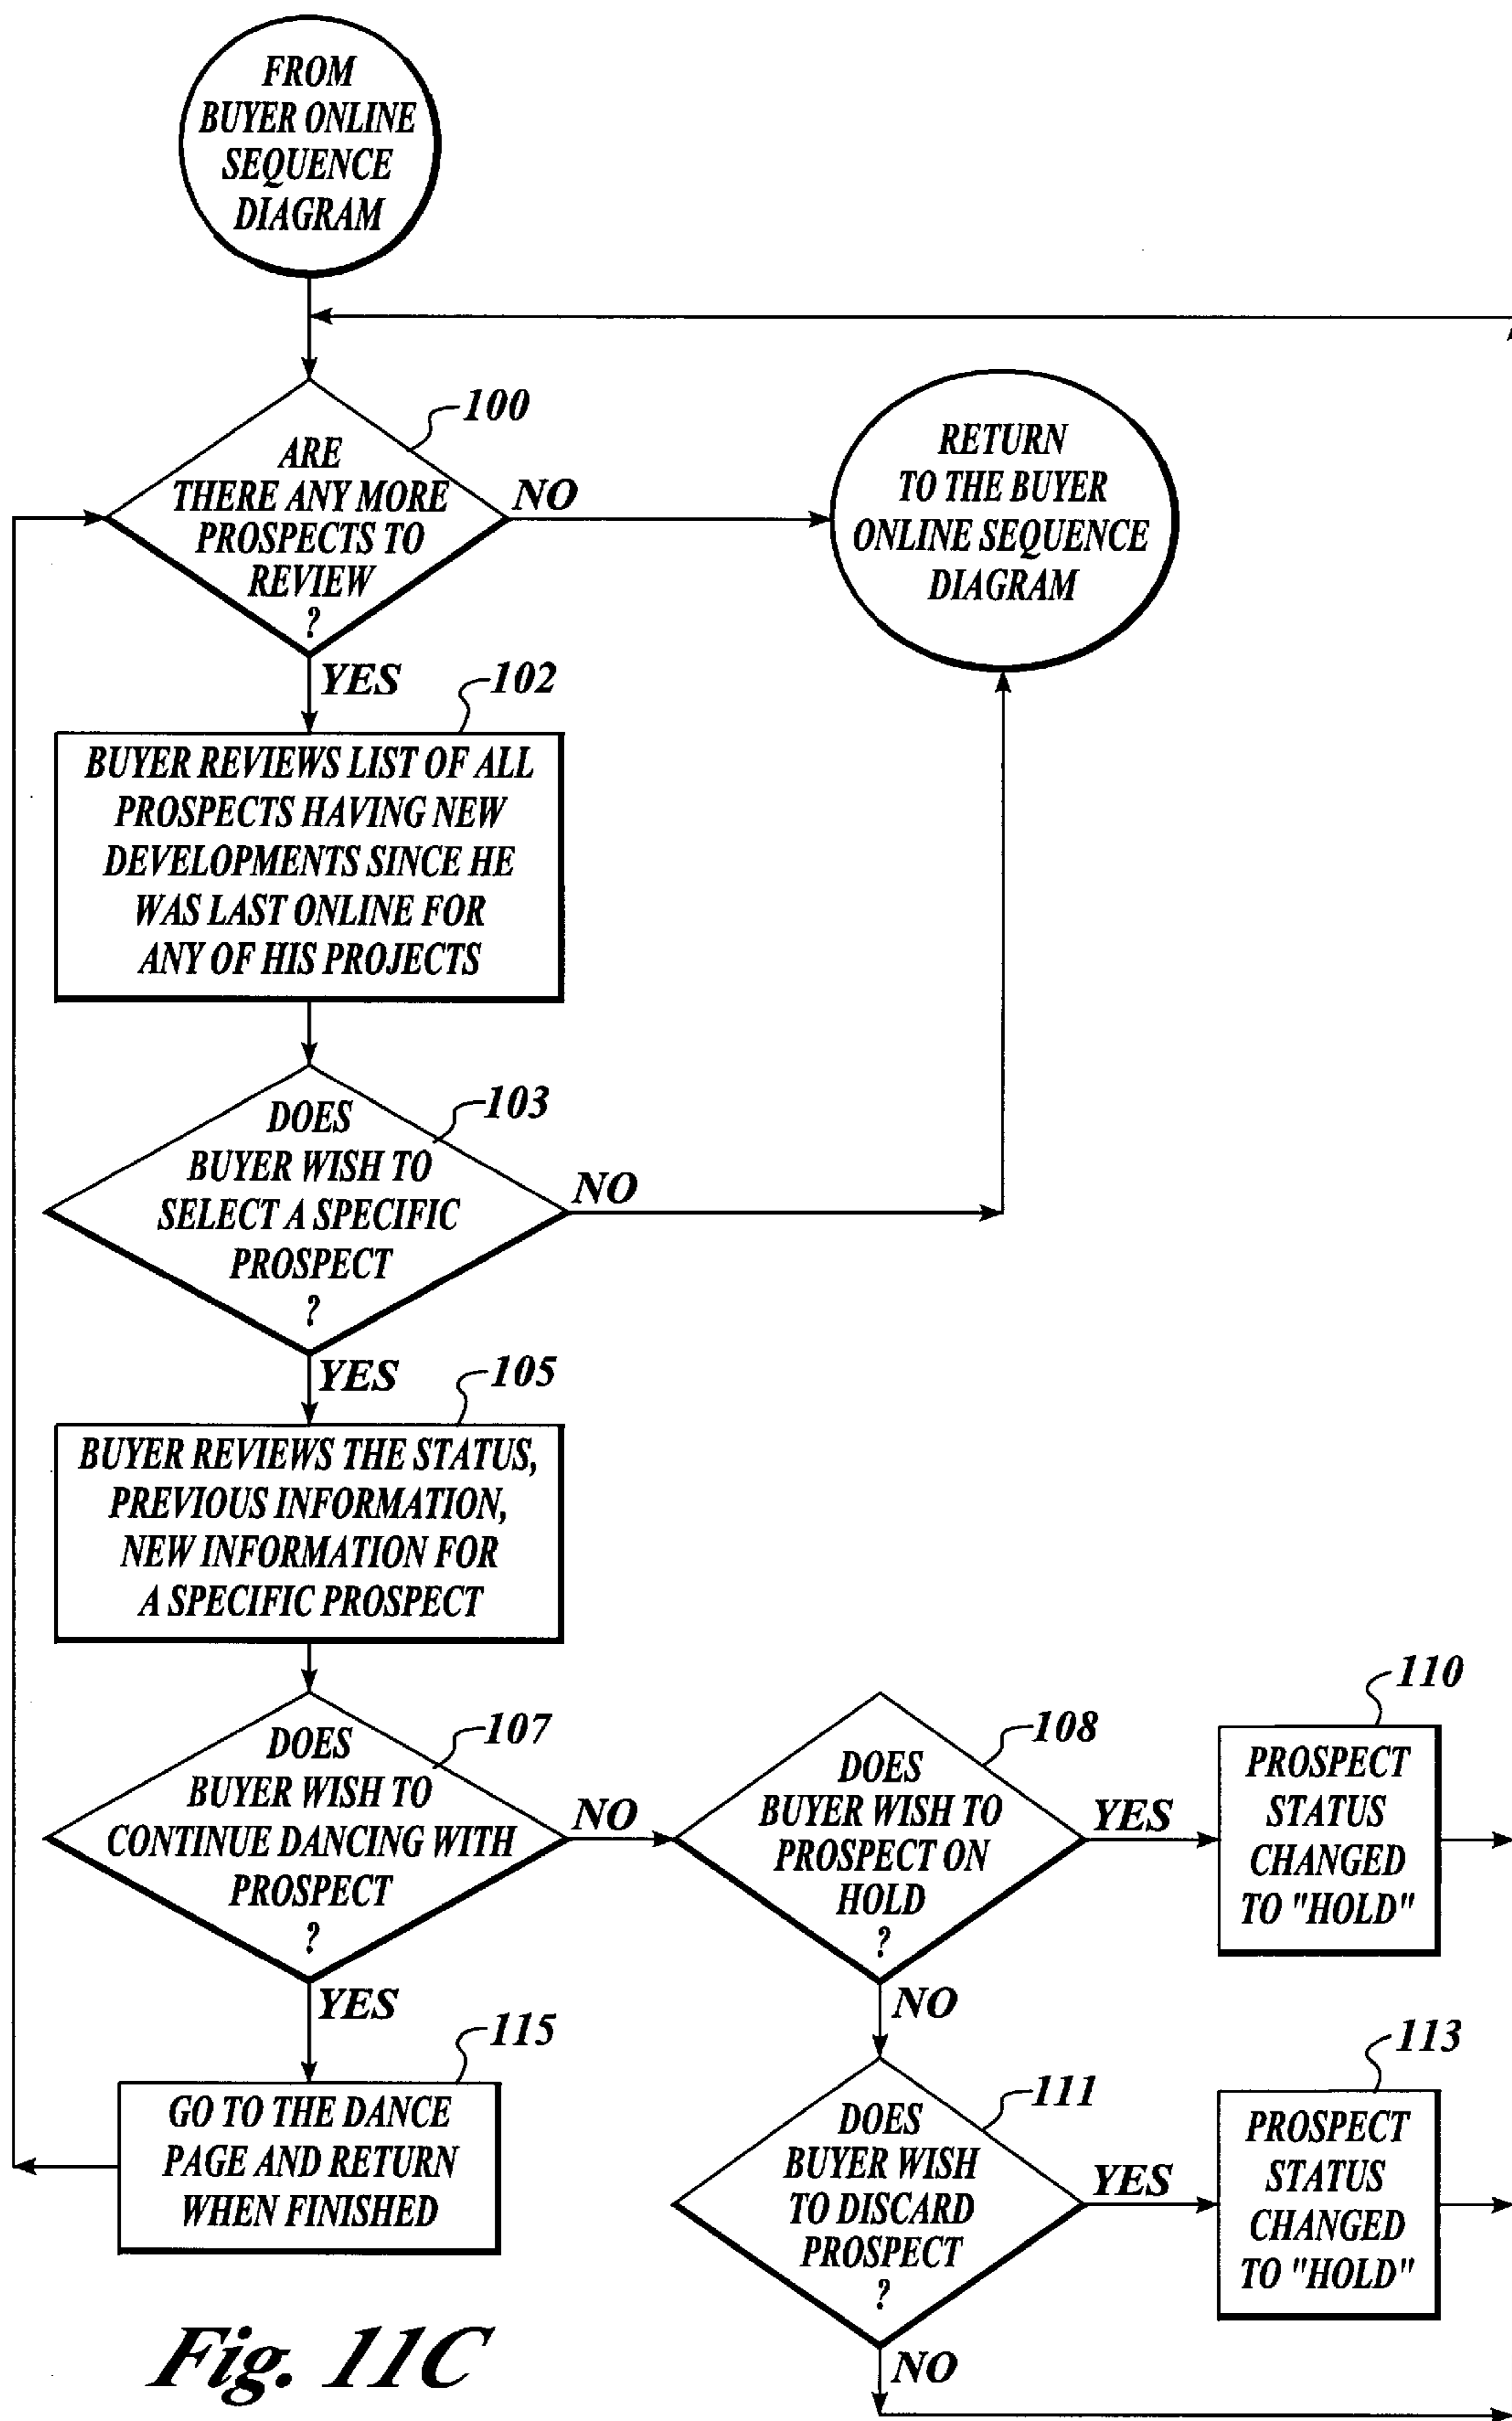 FROM
BUYER ONLINE
SEQUENCE
DIAGRAM
100
ARE
THERE ANY MORE
PROSPECTS TO
REVIEW
?
NO
RETURN
TO THE BUYER
ONLINE SEQUENCE
DIAGRAM
YES
102
BUYER REVIEWS LIST OF ALL
PROSPECTS HAVING NEW
DEVELOPMENTS SINCE HE
WAS LAST ONLINE FOR
ANY OF HIS PROJECTS
103
DOES
BUYER WISH TO
SELECT A SPECIFIC
PROSPECT
?
NO
YES
105
BUYER REVIEWS THE STATUS,
PREVIOUS INFORMATION,
NEW INFORMATION FOR
A SPECIFIC PROSPECT
107
DOES
BUYER WISH TO
CONTINUE DANCING WITH
PROSPECT
?
NO
108
DOES
BUYER WISH TO
PROSPECT ON
HOLD
?
YES
110
PROSPECT
STATUS
CHANGED
TO "HOLD"
YES
NO
115
GO TO THE DANCE
PAGE AND RETURN
WHEN FINISHED
111
DOES
BUYER WISH
TO DISCARD
PROSPECT
?
YES
113
PROSPECT
STATUS
CHANGED
TO "HOLD"
NO
Fig. 11C